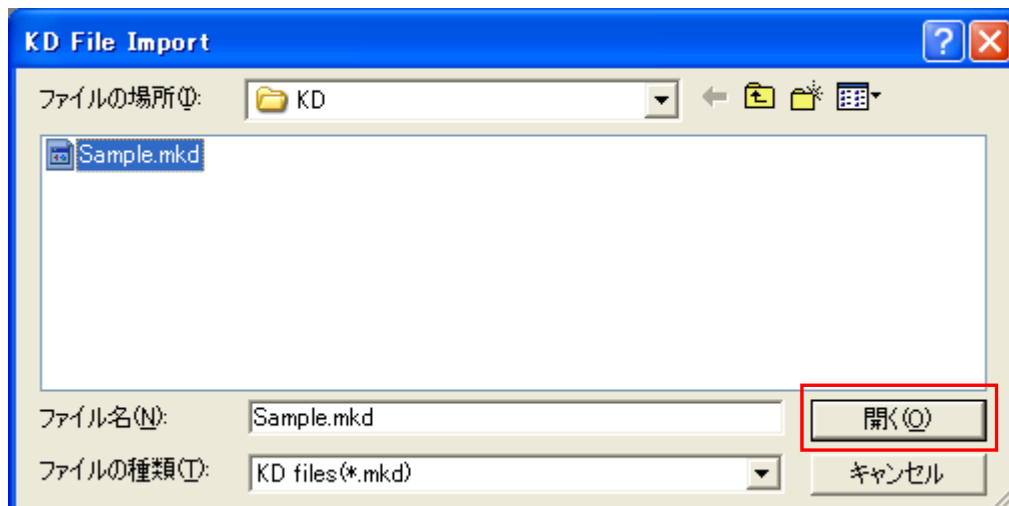 KD File Import
ファイルの場所(I):
KD
Sample.mkd
ファイル名(N):
Sample.mkd
開く(O)
ファイルの種類(T):
KD files(*.mkd)
キャンセル